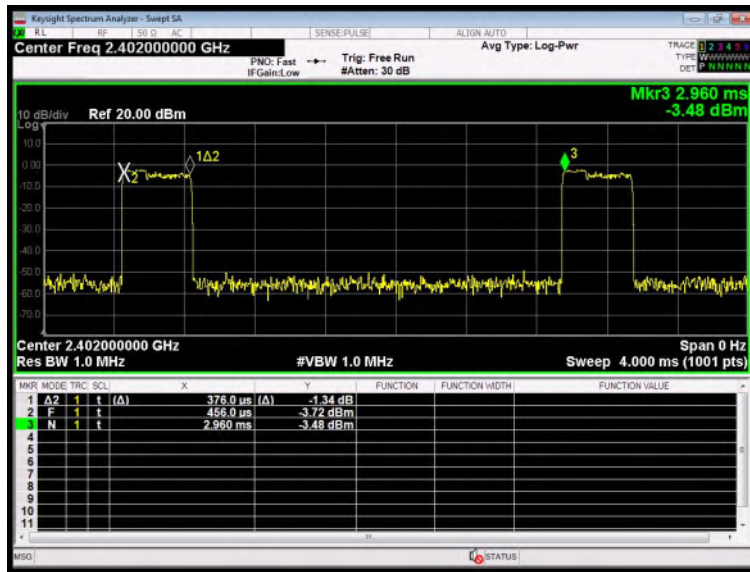 Keysight Spectrum Analyzer - Swept SA
RL RF 50 Ω AC SENSE:PULSE ALIGN AUTO
Center Freq 2.402000000 GHz Avg Type: Log-Pwr TRACE 1 2 3 4 5 6
PNO: Fast Trig: Free Run TYPE WWWWWW
IFGain:Low #Atten: 30 dB DET P N N N N N
Mkr3 2.960 ms
10 dB/div Ref 20.00 dBm -3.48 dBm
Log
10.0
1Δ2 3
0.00
X2
-10.0
-20.0
-30.0
-40.0
-50.0
-60.0
-70.0
Center 2.402000000 GHz Span 0 Hz
Res BW 1.0 MHz #VBW 1.0 MHz Sweep 4.000 ms (1001 pts)
MKR MODE TRC SCL X Y FUNCTION FUNCTION WIDTH FUNCTION VALUE
1 Δ2 1 t (Δ) 376.0 µs (Δ) -1.34 dB
2 F 1 t 456.0 µs -3.72 dBm
3 N 1 t 2.960 ms -3.48 dBm
4
5
6
7
8
9
10
11
MSG STATUS